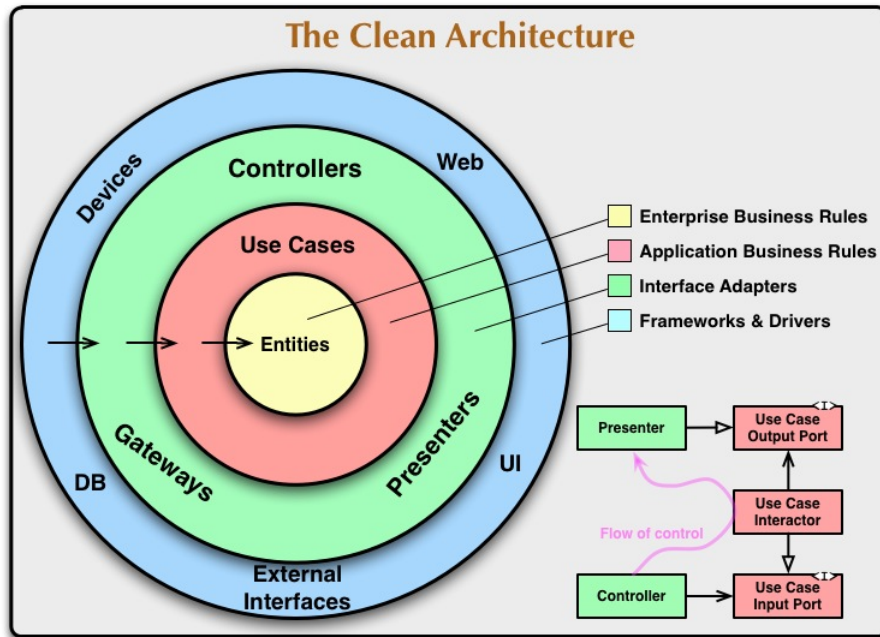 The Clean Architecture
Devices
Web
Controllers
Use Cases
Entities
Gateways
Presenters
DB
UI
External
Interfaces
Enterprise Business Rules
Application Business Rules
Interface Adapters
Frameworks & Drivers
Presenter
<I>
Use Case
Output Port
Flow of control
Use Case
Interactor
Controller
<I>
Use Case
Input Port